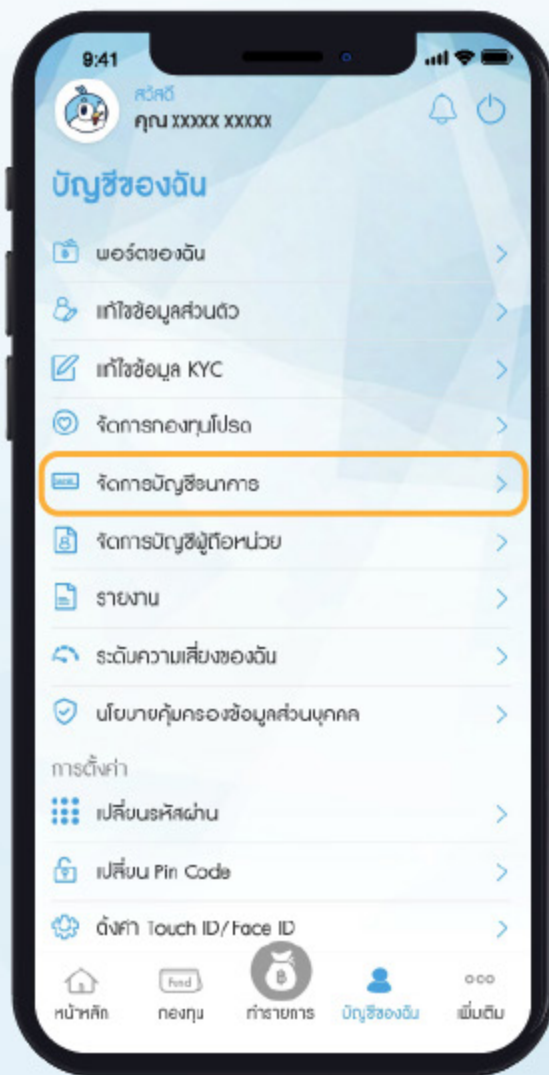 9:41
สวัสดี
คุณ xxxxx xxxxx
บัญชีของฉัน
พอร์ตของฉัน
แก้ไขข้อมูลส่วนตัว
แก้ไขข้อมูล KYC
จัดการกองทุนโปรด
จัดการบัญชีธนาคาร
จัดการบัญชีผู้ถือหน่วย
รายงาน
ระดับความเสี่ยงของฉัน
นโยบายคุ้มครองข้อมูลส่วนบุคคล
การตั้งค่า
เปลี่ยนรหัสผ่าน
เปลี่ยน Pin Code
ตั้งค่า Touch ID/Face ID
Fund
฿
หน้าหลัก กองทุน ทำรายการ บัญชีของฉัน เพิ่มเติม